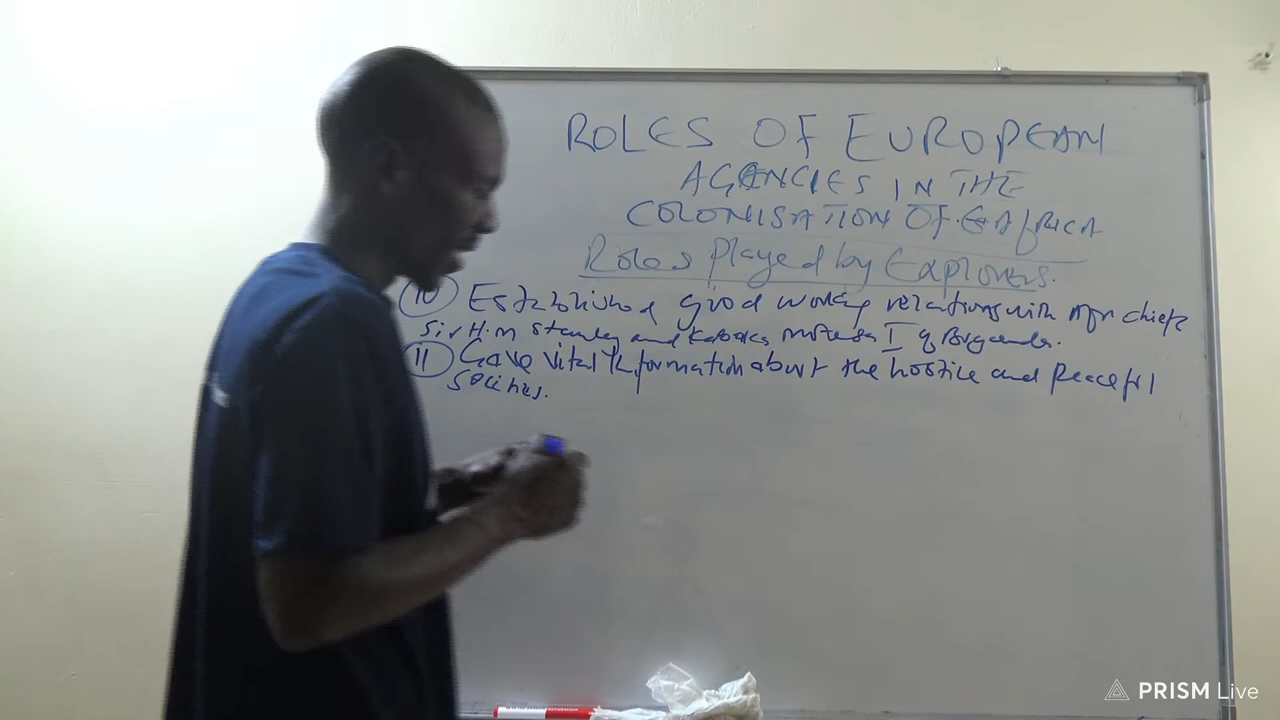 ROLES OF EUROPEAN
AGENCIES IN THE
COLONISATION OF E. AFRICA
Roles played by Explorers.
10 Established good working relations with Afrn chiefs
Sir H.M Stanley and Kabaka Mutesa I of Buganda.
11 Gave vital Information about the hostile and peaceful
Socities.
PRISM Live